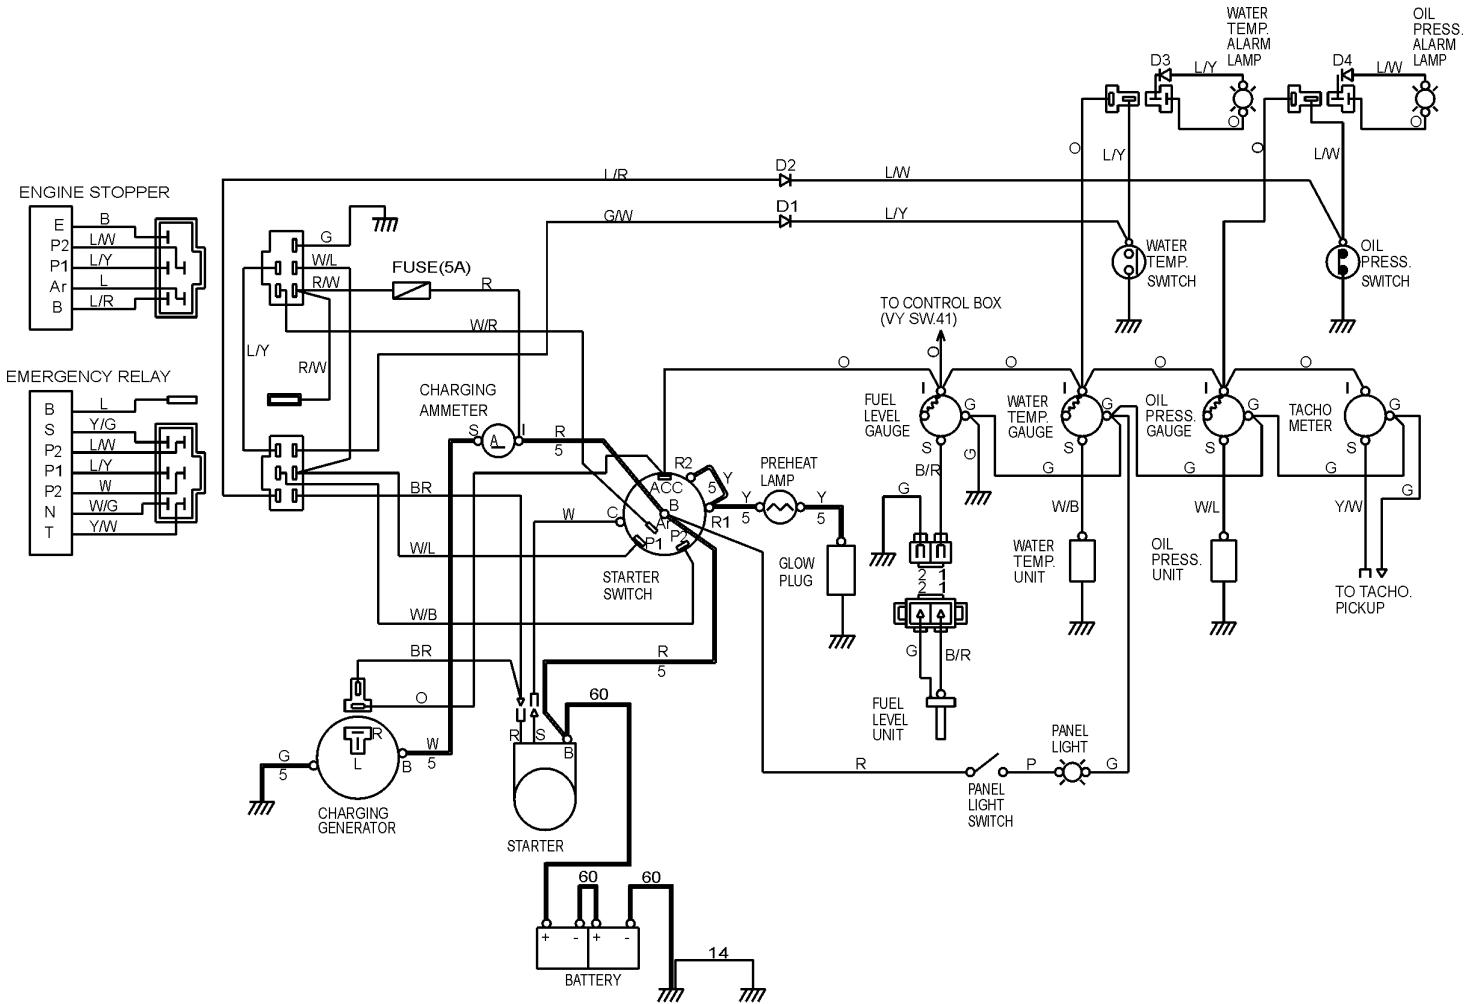 WATER
TEMP.
ALARM
LAMP
OIL
PRESS.
ALARM
LAMP
D3
L/Y
D4
L/W
O
O
O
L/Y
O
L/W
D2
L/R
L/W
D1
G/W
L/Y
ENGINE STOPPER
E
B
P2
L/W
P1
L/Y
Ar
L
B
L/R
G
W/L
R/W
FUSE(5A)
R
W/R
L/Y
R/W
WATER
TEMP.
SWITCH
OIL
PRESS.
SWITCH
TO CONTROL BOX
(VY SW.41)
O
EMERGENCY RELAY
B
L
S
Y/G
P2
L/W
P1
L/Y
P2
W
N
W/G
T
Y/W
CHARGING
AMMETER
S
A
I
R
5
O
O
O
O
FUEL
LEVEL
GAUGE
I
G
S
WATER
TEMP.
GAUGE
I
G
S
OIL
PRESS.
GAUGE
I
G
S
TACHO
METER
I
G
S
B/R
G
G
G
G
G
BR
W
C
ACC
R2
B
Ar
P1
P2
R1
Y
5
PREHEAT
LAMP
Y
5
Y
5
GLOW
PLUG
STARTER
SWITCH
W/L
W/B
G
2
1
2
1
G
B/R
FUEL
LEVEL
UNIT
W/B
WATER
TEMP.
UNIT
W/L
OIL
PRESS.
UNIT
Y/W
G
TO TACHO.
PICKUP
BR
O
R
5
60
R
S
B
STARTER
G
5
R
L
B
W
5
CHARGING
GENERATOR
R
P
G
PANEL
LIGHT
SWITCH
PANEL
LIGHT
60
60
+
-
+
-
BATTERY
14